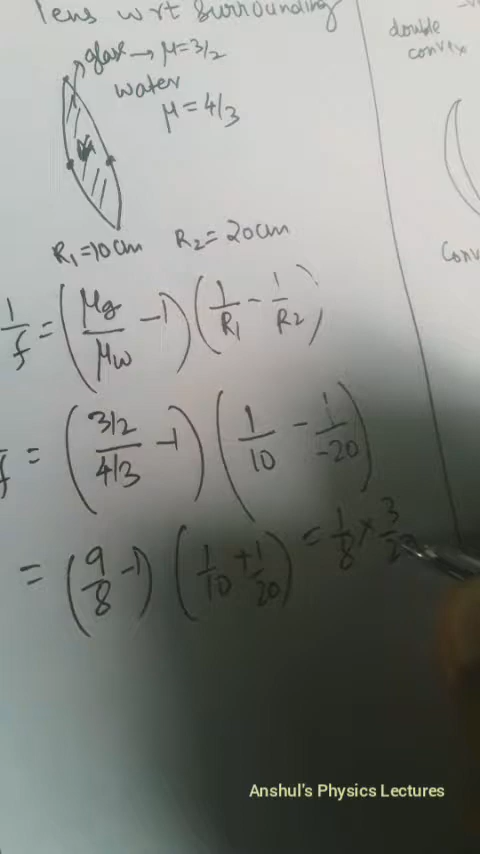 lens wrt surrounding
glass → μ=3/2
water
μ = 4/3
R₁=10cm R₂=20cm
1/f = (μg/μw - 1)(1/R₁ - 1/R₂)
= ((3/2)/(4/3) - 1)(1/10 - 1/-20)
= (9/8 - 1)(1/10 + 1/20) = 1/8 × 3/20
double
convex
Conv
Anshul's Physics Lectures